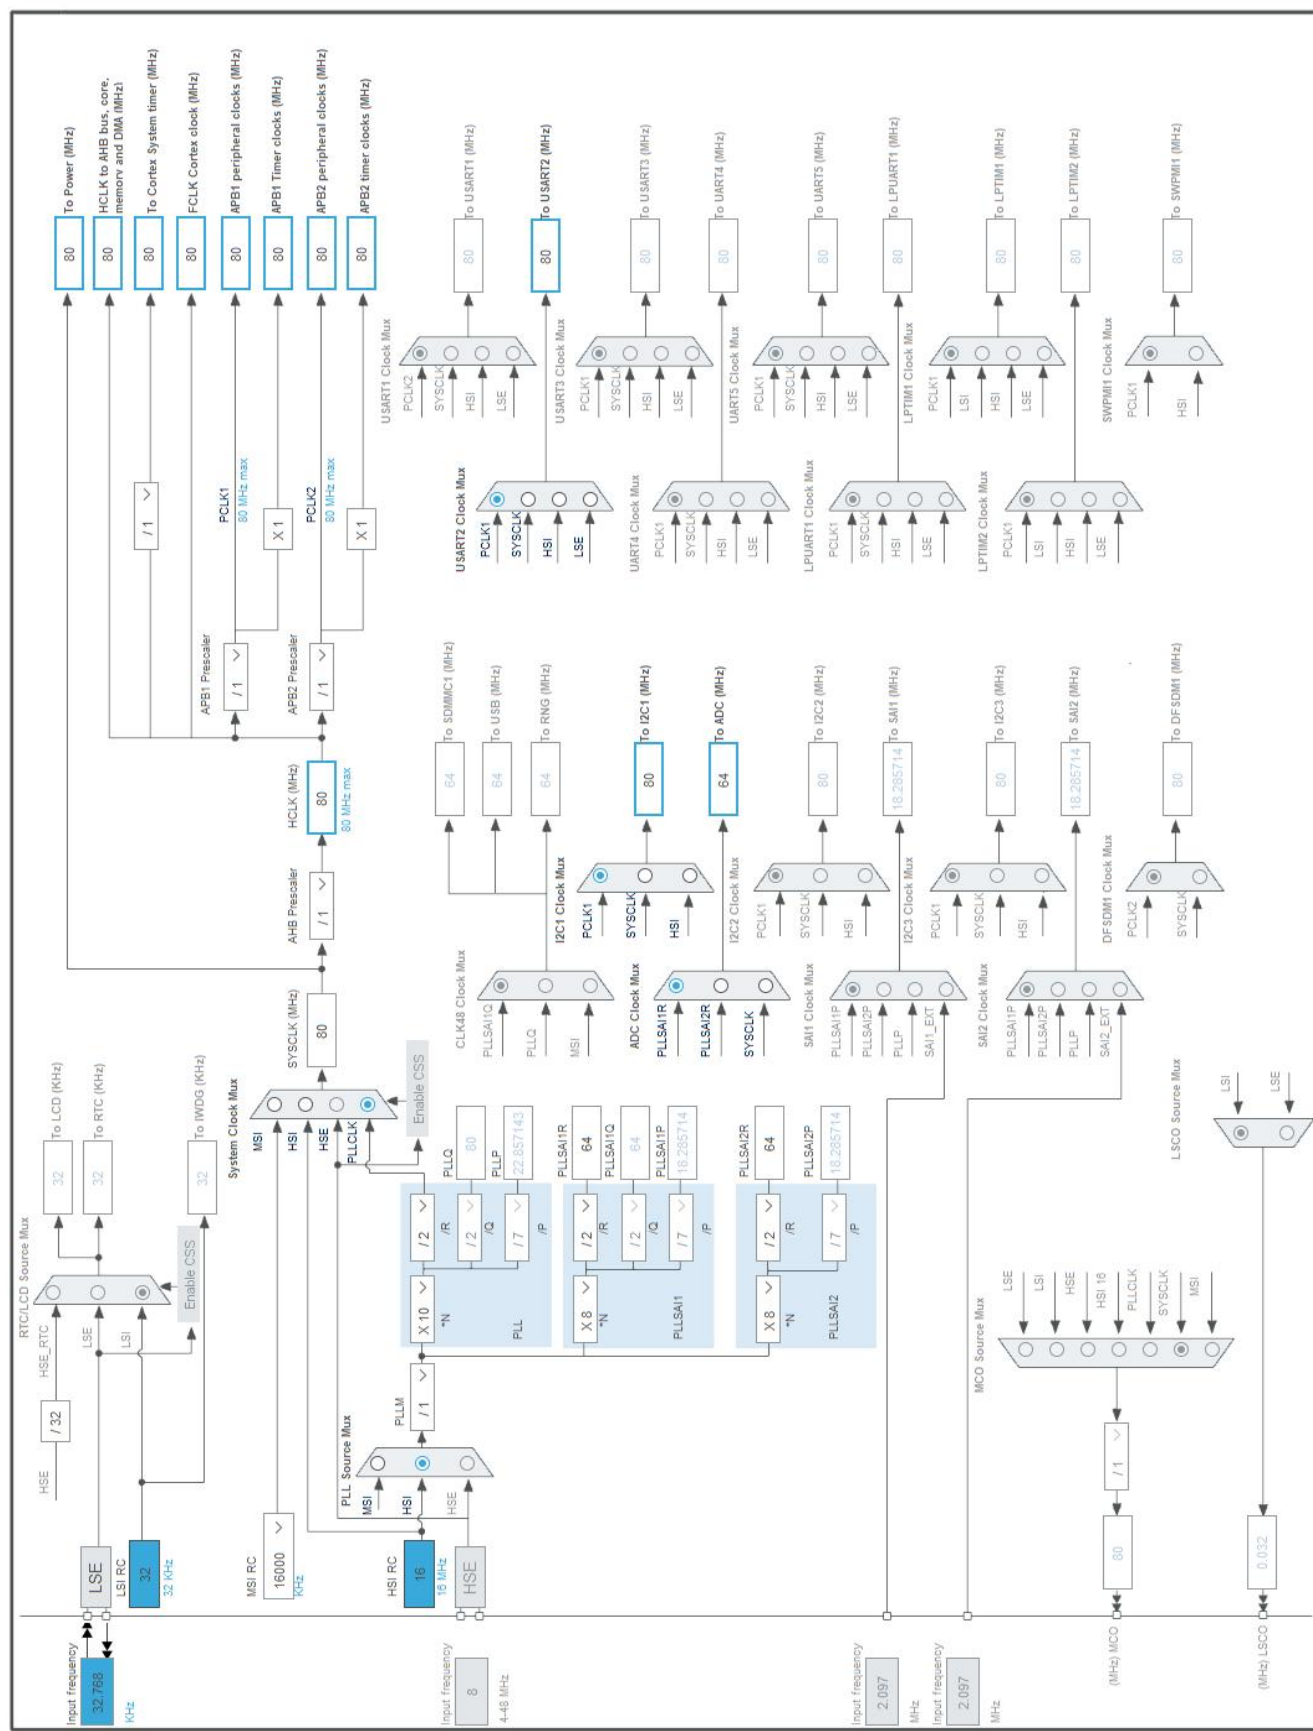 Input frequency
32.768
KHz
LSE
LSI RC
32
32 KHz
HSE
/ 32
HSE_RTC
LSE
LSI
RTC/LCD Source Mux
Enable CSS
32
To LCD (KHz)
32
To RTC (KHz)
32
To IWDG (KHz)
MSI RC
16000
KHz
HSI RC
16
16 MHz
Input frequency
8
4-48 MHz
HSE
PLL Source Mux
MSI
HSI
HSE
PLLM
/ 1
X 10
*N
PLL
/ 2
/R
/ 2
/Q
/ 7
/P
PLLQ
80
PLLP
22.857143
X 8
*N
PLLSAI1
/ 2
/R
/ 2
/Q
/ 7
/P
PLLSAI1R
64
PLLSAI1Q
64
PLLSAI1P
18.285714
X 8
*N
PLLSAI2
/ 2
/R
/ 7
/P
PLLSAI2R
64
PLLSAI2P
18.285714
System Clock Mux
MSI
HSI
HSE
PLLCLK
Enable CSS
SYSCLK (MHz)
80
AHB Prescaler
/ 1
HCLK (MHz)
80
80 MHz max
APB1 Prescaler
/ 1
APB2 Prescaler
/ 1
/ 1
PCLK1
80 MHz max
X 1
PCLK2
80 MHz max
X 1
80
To Power (MHz)
80
HCLK to AHB bus, core,
memory and DMA (MHz)
80
To Cortex System timer (MHz)
80
FCLK Cortex clock (MHz)
80
APB1 peripheral clocks (MHz)
80
APB1 Timer clocks (MHz)
80
APB2 peripheral clocks (MHz)
80
APB2 timer clocks (MHz)
CLK48 Clock Mux
PLLSAI1Q
PLLQ
MSI
64
To SDMMC1 (MHz)
64
To USB (MHz)
64
To RNG (MHz)
I2C1 Clock Mux
PCLK1
SYSCLK
HSI
80
To I2C1 (MHz)
ADC Clock Mux
PLLSAI1R
PLLSAI2R
SYSCLK
64
To ADC (MHz)
I2C2 Clock Mux
PCLK1
SYSCLK
HSI
80
To I2C2 (MHz)
SAI1 Clock Mux
PLLSAI1P
PLLSAI2P
PLLP
SAI1_EXT
18.285714
To SAI1 (MHz)
I2C3 Clock Mux
PCLK1
SYSCLK
HSI
80
To I2C3 (MHz)
SAI2 Clock Mux
PLLSAI1P
PLLSAI2P
PLLP
SAI2_EXT
18.285714
To SAI2 (MHz)
DFSDM1 Clock Mux
PCLK2
SYSCLK
80
To DFSDM1 (MHz)
USART1 Clock Mux
PCLK2
SYSCLK
HSI
LSE
80
To USART1 (MHz)
USART2 Clock Mux
PCLK1
SYSCLK
HSI
LSE
80
To USART2 (MHz)
USART3 Clock Mux
PCLK1
SYSCLK
HSI
LSE
80
To USART3 (MHz)
UART4 Clock Mux
PCLK1
SYSCLK
HSI
LSE
80
To UART4 (MHz)
UART5 Clock Mux
PCLK1
SYSCLK
HSI
LSE
80
To UART5 (MHz)
LPUART1 Clock Mux
PCLK1
SYSCLK
HSI
LSE
80
To LPUART1 (MHz)
LPTIM1 Clock Mux
PCLK1
LSI
HSI
LSE
80
To LPTIM1 (MHz)
LPTIM2 Clock Mux
PCLK1
LSI
HSI
LSE
80
To LPTIM2 (MHz)
SWPMI1 Clock Mux
PCLK1
HSI
80
To SWPMI1 (MHz)
Input frequency
2.097
MHz
Input frequency
2.097
MHz
MCO Source Mux
LSE
LSI
HSE
HSI 16
PLLCLK
SYSCLK
MSI
/ 1
80
(MHz) MCO
LSCO Source Mux
LSI
LSE
0.032
(MHz) LSCO